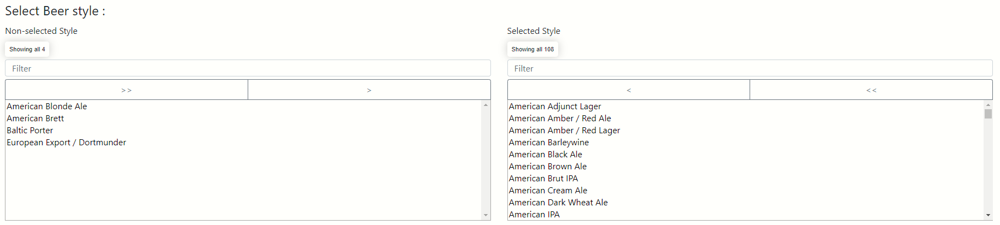 Select Beer style :
Non-selected Style
Showing all 4
Filter
>>
>
American Blonde Ale
American Brett
Baltic Porter
European Export / Dortmunder
Selected Style
Showing all 108
Filter
<
<<
American Adjunct Lager
American Amber / Red Ale
American Amber / Red Lager
American Barleywine
American Black Ale
American Brown Ale
American Brut IPA
American Cream Ale
American Dark Wheat Ale
American IPA